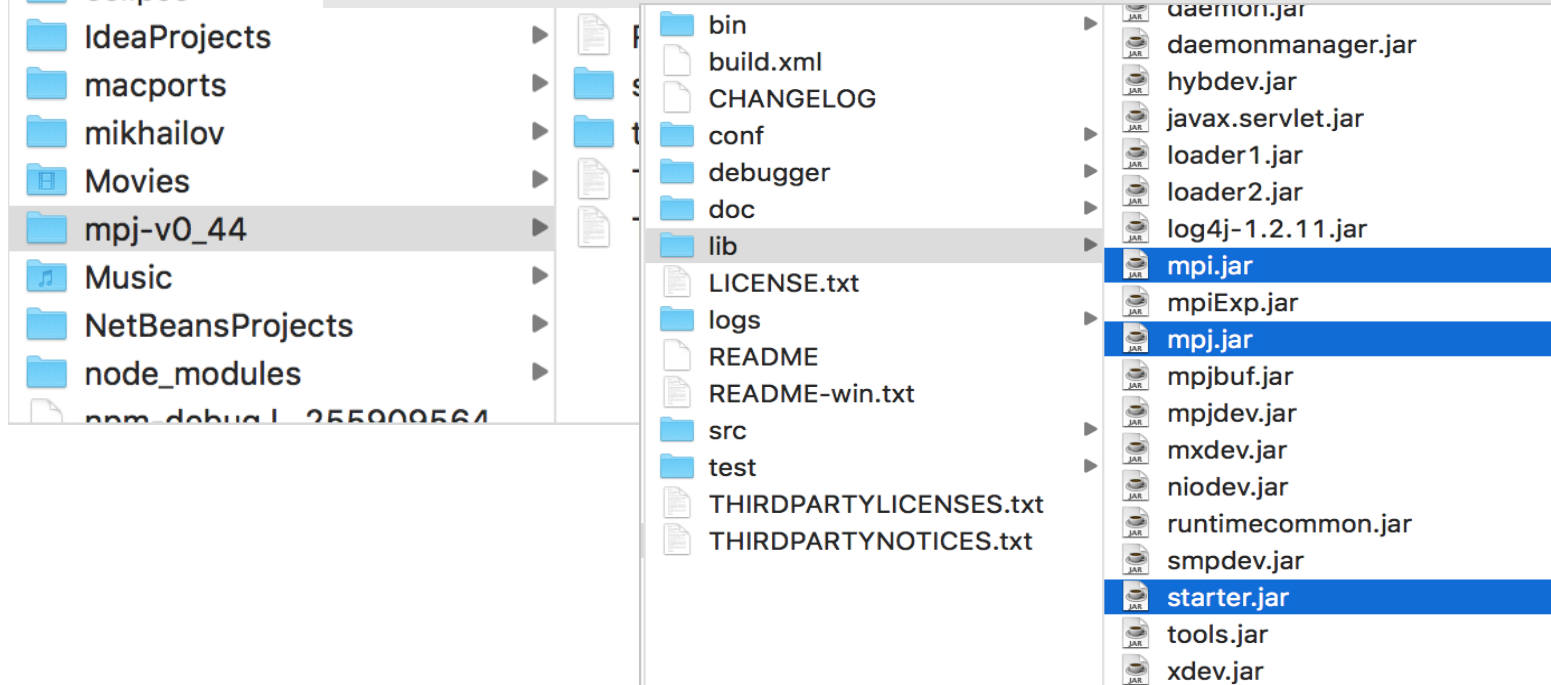 IdeaProjects
macports
mikhailov
Movies
mpj-v0_44
Music
NetBeansProjects
node_modules
bin
build.xml
CHANGELOG
conf
debugger
doc
lib
LICENSE.txt
logs
README
README-win.txt
src
test
THIRDPARTYLICENSES.txt
THIRDPARTYNOTICES.txt
daemon.jar
daemonmanager.jar
hybdev.jar
javax.servlet.jar
loader1.jar
loader2.jar
log4j-1.2.11.jar
mpi.jar
mpiExp.jar
mpj.jar
mpjbuf.jar
mpjdev.jar
mxdev.jar
niodev.jar
runtimecommon.jar
smpdev.jar
starter.jar
tools.jar
xdev.jar